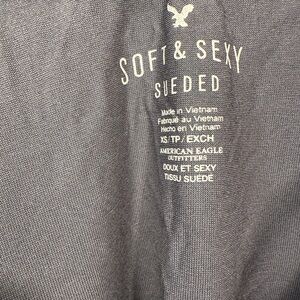 SOFT & SEXY
SUEDED
Made in Vietnam
Fabriqué au Vietnam
Hecho en Vietnam
XS/TP/EXCH
AMERICAN EAGLE
OUTFITTERS
DOUX ET SEXY
TISSU SUÈDE